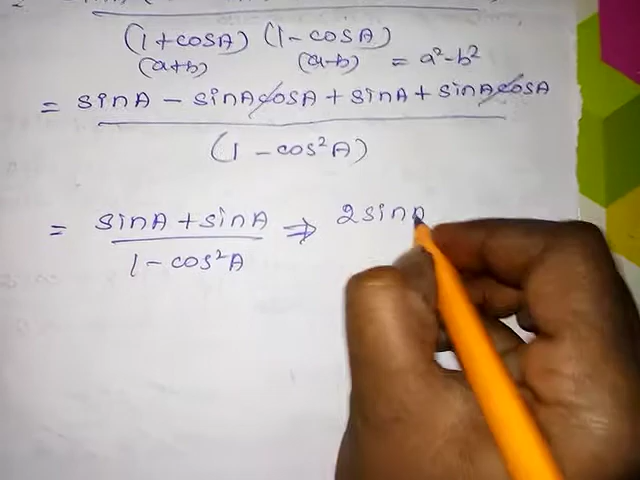 (1 + cosA) (1 - cosA)
(a+b) (a-b) = a² - b²
= sinA - sinAcosA + sinA + sinAcosA
(1 - cos²A)
= sinA + sinA ⇒ 2sinA
1 - cos²A